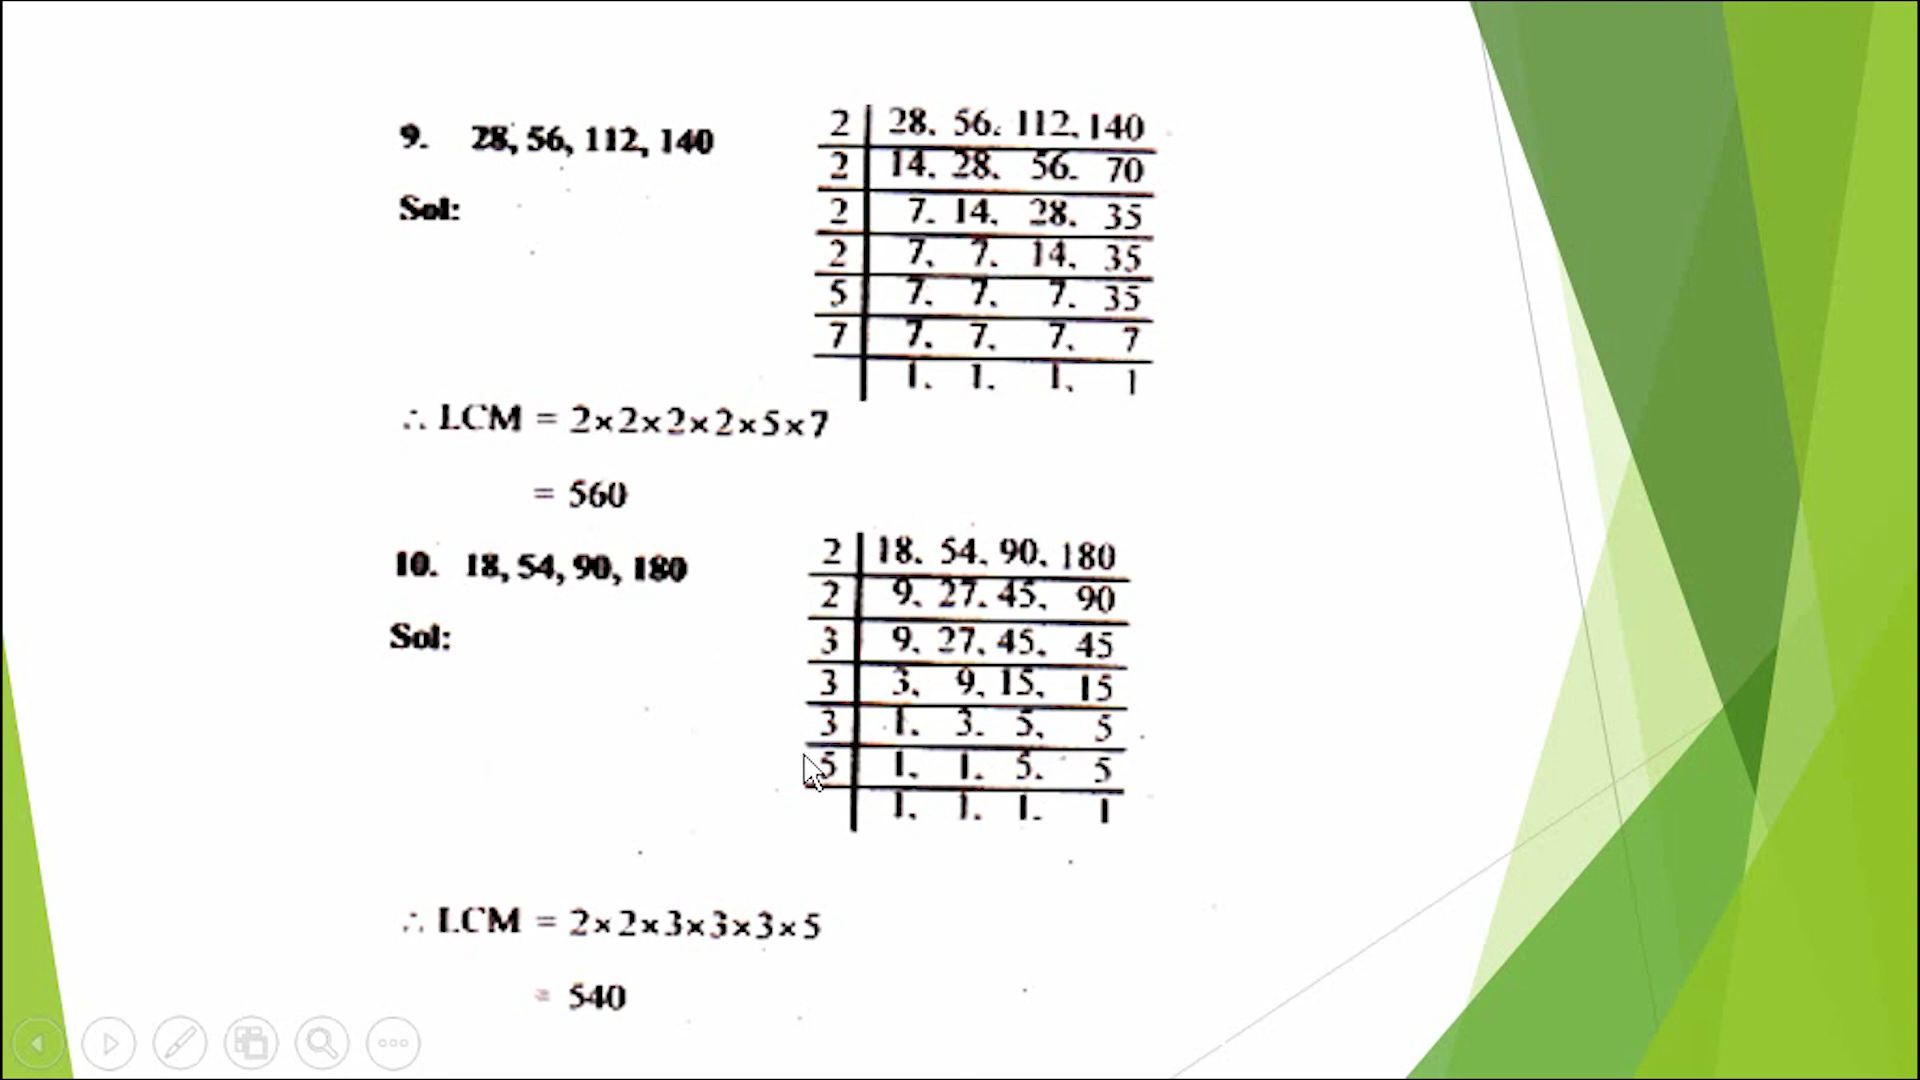 9. 28, 56, 112, 140
Sol:
2 | 28, 56, 112, 140
2 | 14, 28, 56, 70
2 | 7, 14, 28, 35
2 | 7, 7, 14, 35
5 | 7, 7, 7, 35
7 | 7, 7, 7, 7
1, 1, 1, 1
∴ LCM = 2×2×2×2×5×7
= 560
10. 18, 54, 90, 180
Sol:
2 | 18, 54, 90, 180
2 | 9, 27, 45, 90
3 | 9, 27, 45, 45
3 | 3, 9, 15, 15
3 | 1, 3, 5, 5
5 | 1, 1, 5, 5
1, 1, 1, 1
∴ LCM = 2×2×3×3×3×5
= 540